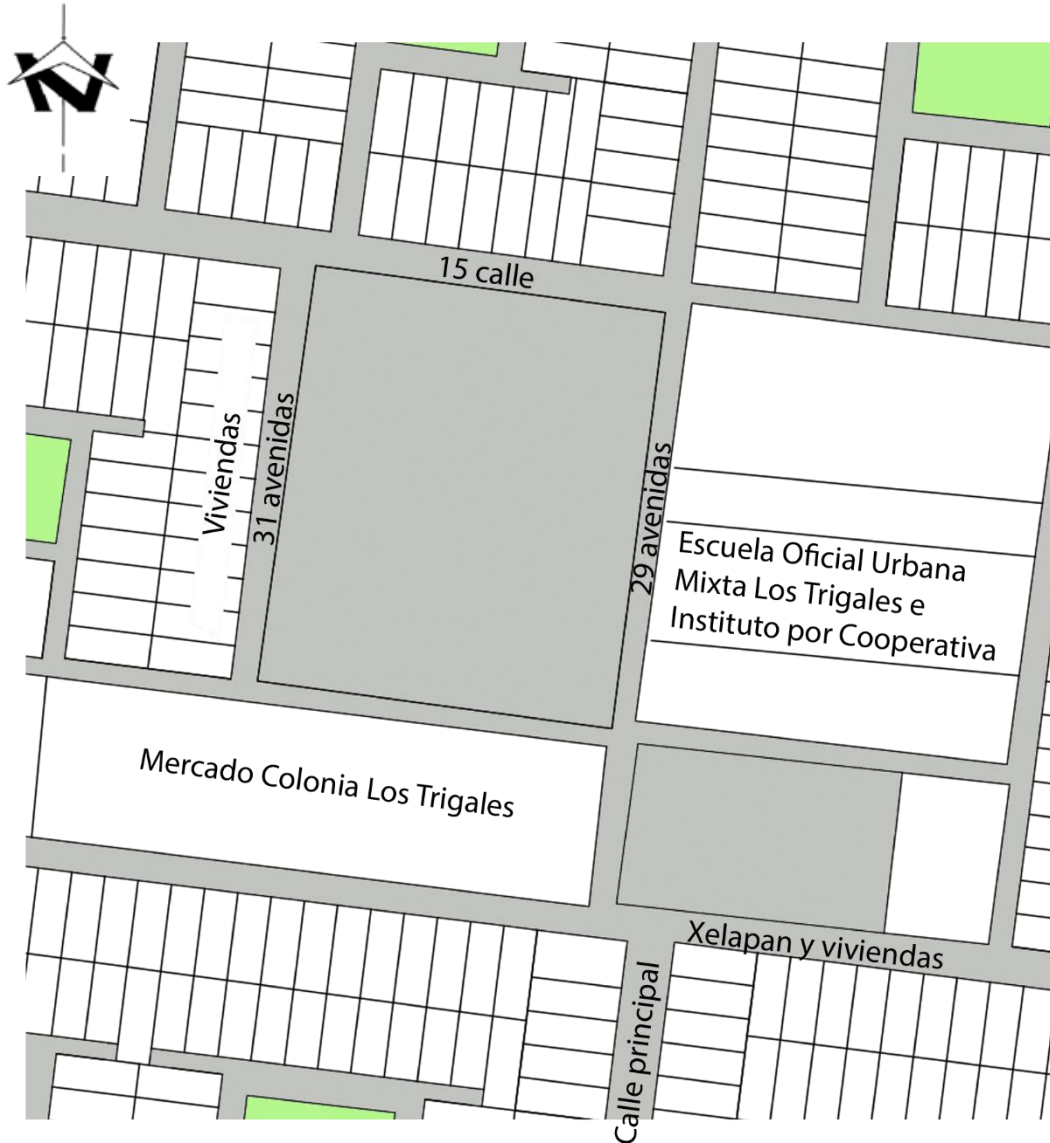 N
15 calle
31 avenidas
Viviendas
29 avenidas
Escuela Oficial Urbana
Mixta Los Trigales e
Instituto por Cooperativa
Mercado Colonia Los Trigales
Xelapan y viviendas
Calle principal